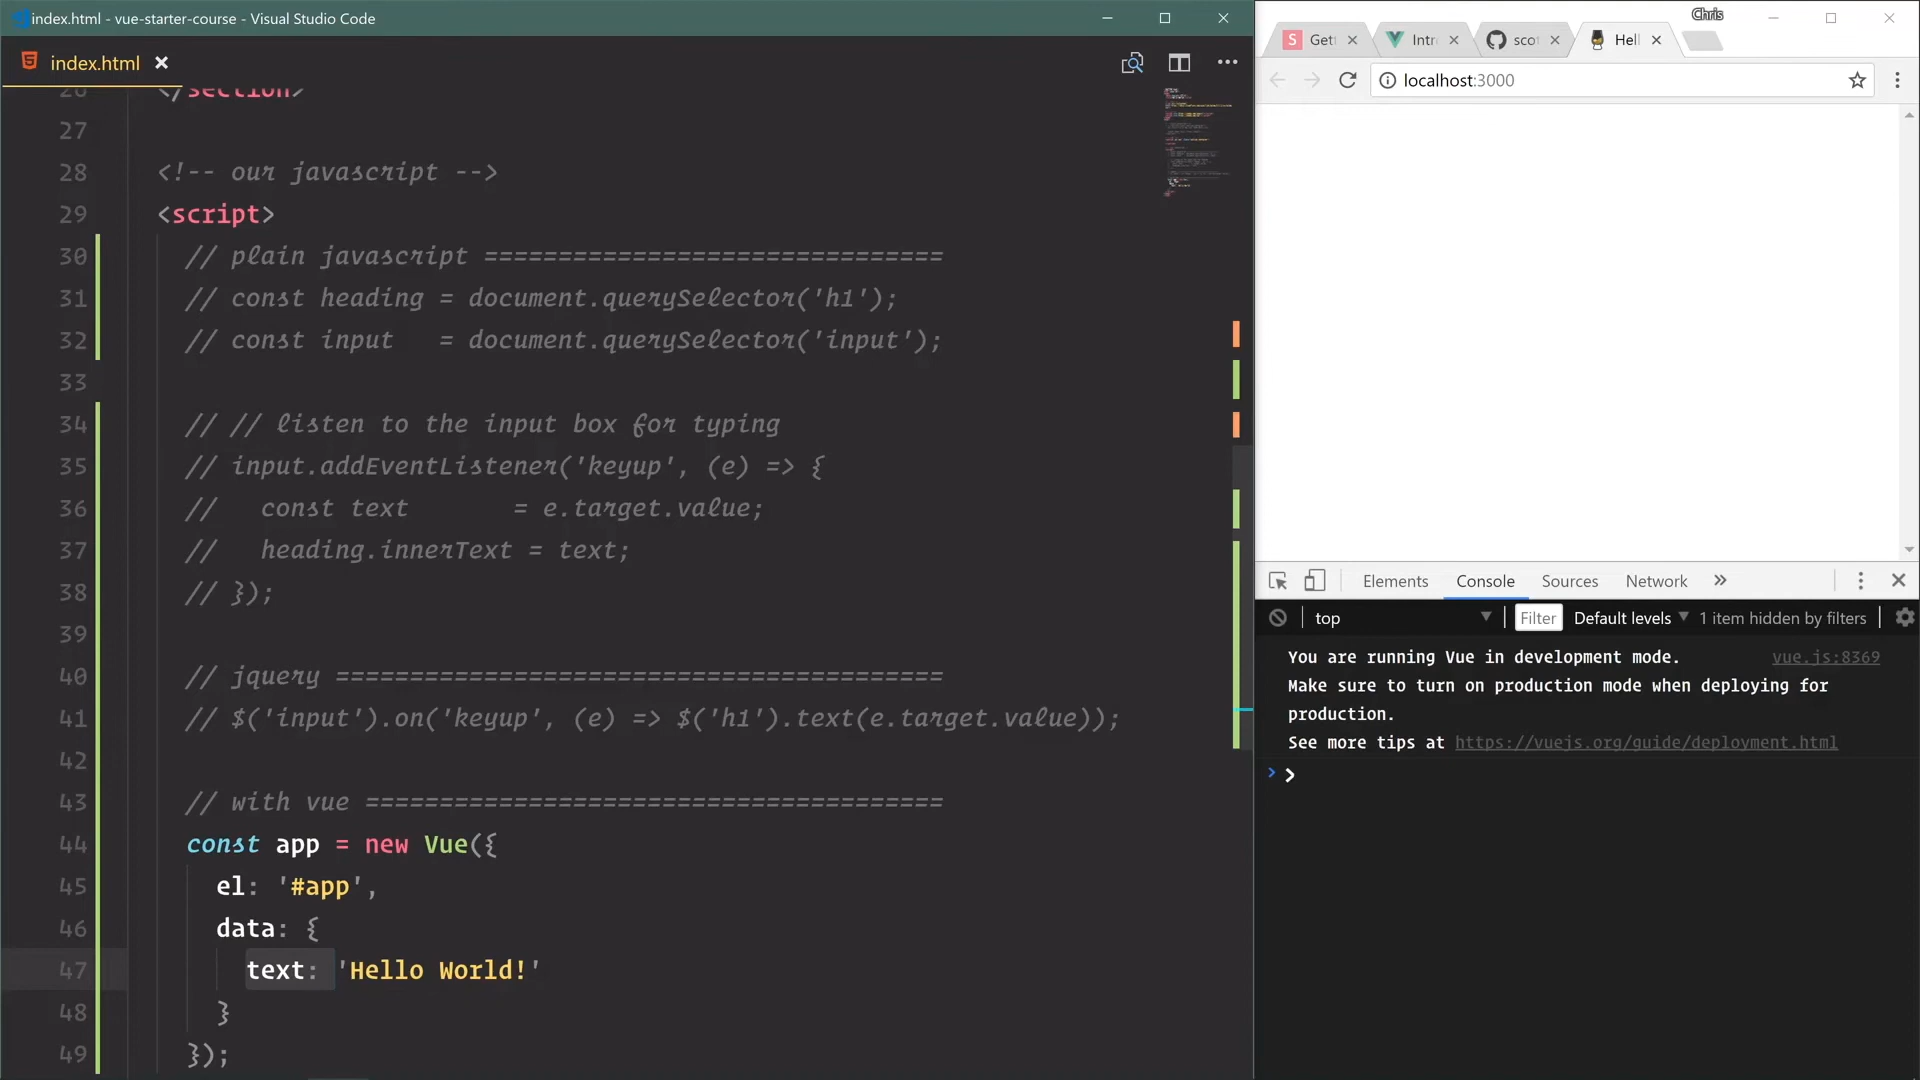 index.html - vue-starter-course - Visual Studio Code
index.html
26 </section>
27
28 <!-- our javascript -->
29 <script>
30 // plain javascript ===============================
31 // const heading = document.querySelector('h1');
32 // const input   = document.querySelector('input');
33
34 // // listen to the input box for typing
35 // input.addEventListener('keyup', (e) => {
36 //   const text       = e.target.value;
37 //   heading.innerText = text;
38 // });
39
40 // jquery =========================================
41 // $('input').on('keyup', (e) => $('h1').text(e.target.value));
42
43 // with vue =======================================
44 const app = new Vue({
45   el: '#app',
46   data: {
47     text: 'Hello World!'
48   }
49 });
Chris
S Get Intr sco Hell
localhost:3000
Elements Console Sources Network
top Filter Default levels 1 item hidden by filters
You are running Vue in development mode. vue.js:8369
Make sure to turn on production mode when deploying for
production.
See more tips at https://vuejs.org/guide/deployment.html